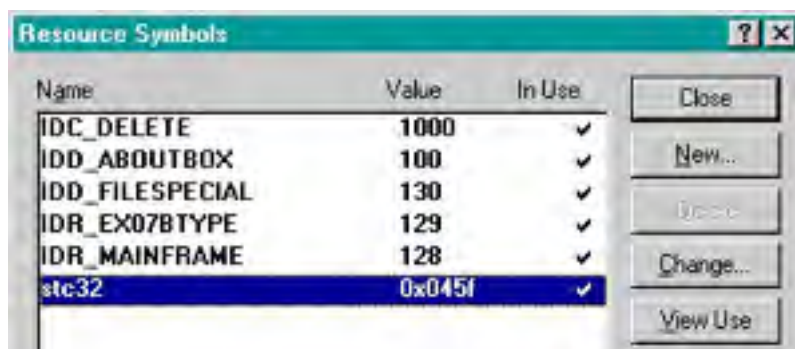 Resource Symbols
Name Value In Use
IDC_DELETE 1000
IDD_ABOUTBOX 100
IDD_FILESPECIAL 130
IDR_EX07BTYPE 129
IDR_MAINFRAME 128
stc32 0x045f
Close
New...
Change...
View Use